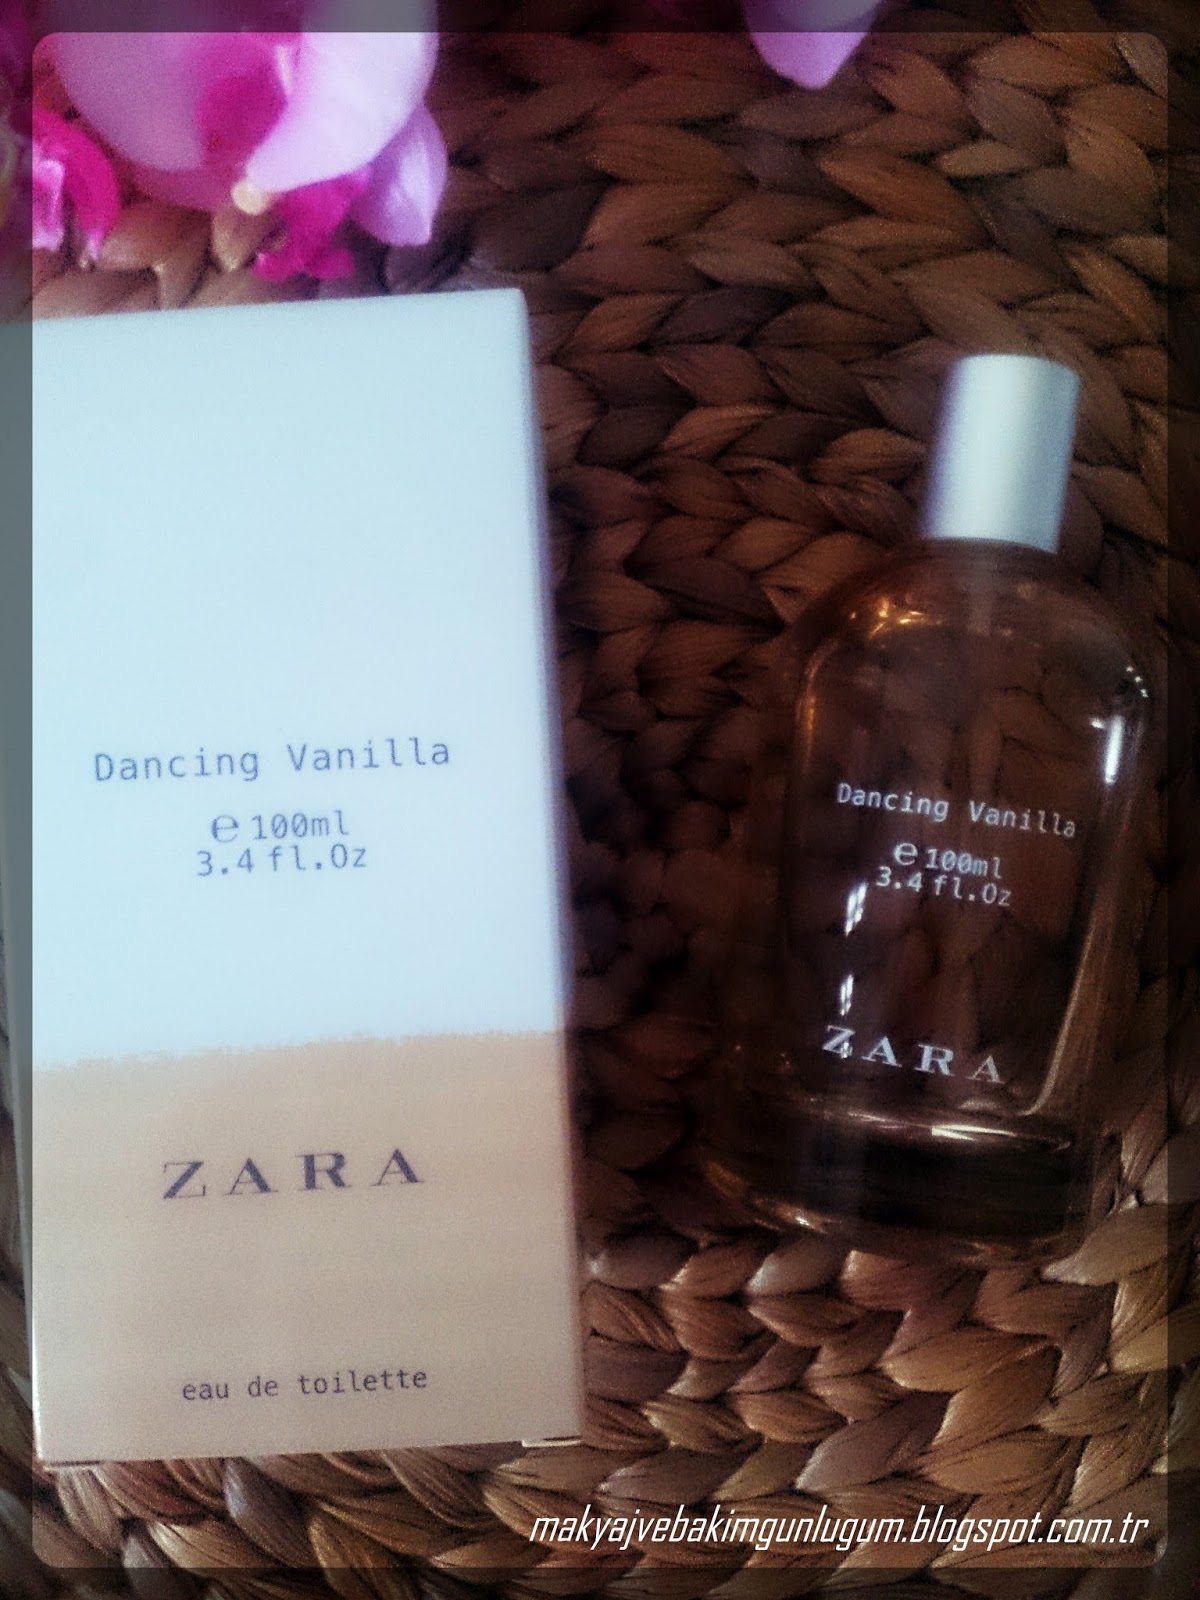 Dancing Vanilla
℮ 100ml
3.4 fl.Oz
ZARA
eau de toilette
Dancing Vanilla
℮ 100ml
3.4 fl.Oz
ZARA
makyajvebakimgunlugum.blogspot.com.tr